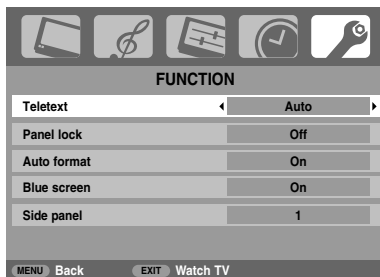 FUNCTION
Teletext Auto
Panel lock Off
Auto format On
Blue screen On
Side panel 1
MENU Back EXIT Watch TV